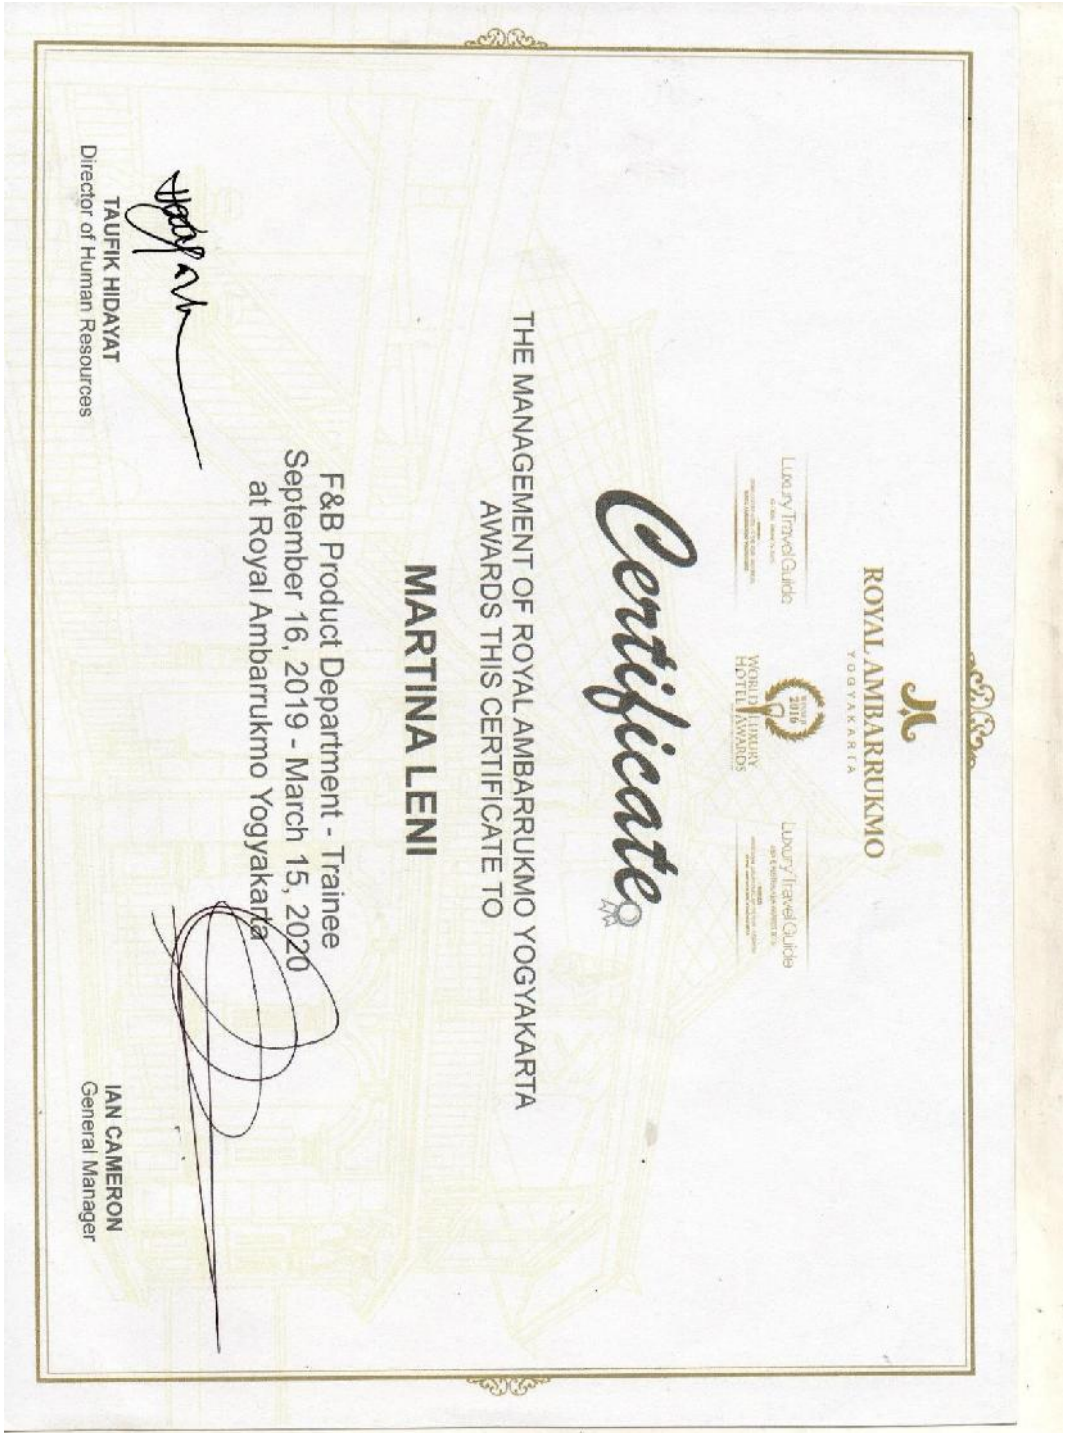 ROYAL AMBARRUKMO
YOGYAKARTA
Luxury Travel Guide
WINNER
2016
WORLD LUXURY
HOTEL AWARDS
Luxury Travel Guide
Certificate
THE MANAGEMENT OF ROYAL AMBARRUKMO YOGYAKARTA
AWARDS THIS CERTIFICATE TO
MARTINA LENI
F&B Product Department - Trainee
September 16, 2019 - March 15, 2020
at Royal Ambarrukmo Yogyakarta
TAUFIK HIDAYAT
Director of Human Resources
IAN CAMERON
General Manager